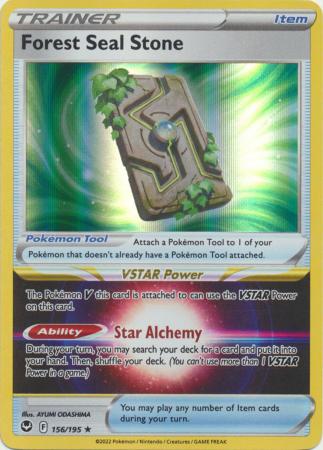 TRAINER Item
Forest Seal Stone
Pokémon Tool Attach a Pokémon Tool to 1 of your
Pokémon that doesn't already have a Pokémon Tool attached.
VSTAR Power
The Pokémon V this card is attached to can use the VSTAR Power
on this card.
Ability Star Alchemy
During your turn, you may search your deck for a card and put it into
your hand. Then, shuffle your deck. (You can't use more than 1 VSTAR
Power in a game.)
Illus. AYUMI ODASHIMA
F 156/195 ★
You may play any number of Item cards
during your turn.
©2022 Pokémon / Nintendo / Creatures / GAME FREAK